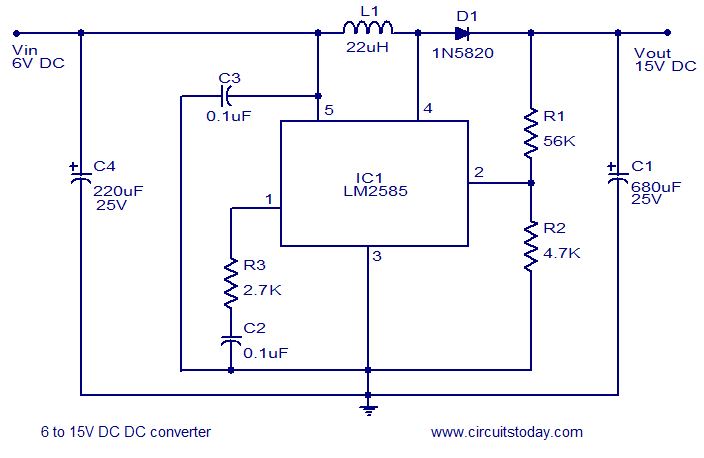 L1
D1
Vin
6V DC
22uH
1N5820
Vout
15V DC
C3
0.1uF
5
4
R1
56K
C4
220uF
25V
IC1
LM2585
2
C1
680uF
25V
1
R2
4.7K
3
R3
2.7K
C2
0.1uF
6 to 15V DC DC converter
www.circuitstoday.com